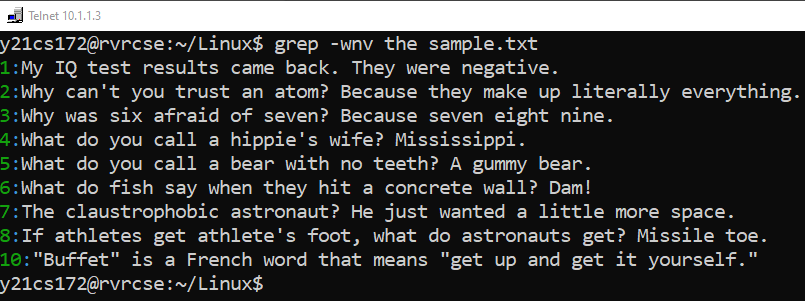 Telnet 10.1.1.3
y21cs172@rvrcse:~/Linux$ grep -wnv the sample.txt
1:My IQ test results came back. They were negative.
2:Why can't you trust an atom? Because they make up literally everything.
3:Why was six afraid of seven? Because seven eight nine.
4:What do you call a hippie's wife? Mississippi.
5:What do you call a bear with no teeth? A gummy bear.
6:What do fish say when they hit a concrete wall? Dam!
7:The claustrophobic astronaut? He just wanted a little more space.
8:If athletes get athlete's foot, what do astronauts get? Missile toe.
10:"Buffet" is a French word that means "get up and get it yourself."
y21cs172@rvrcse:~/Linux$